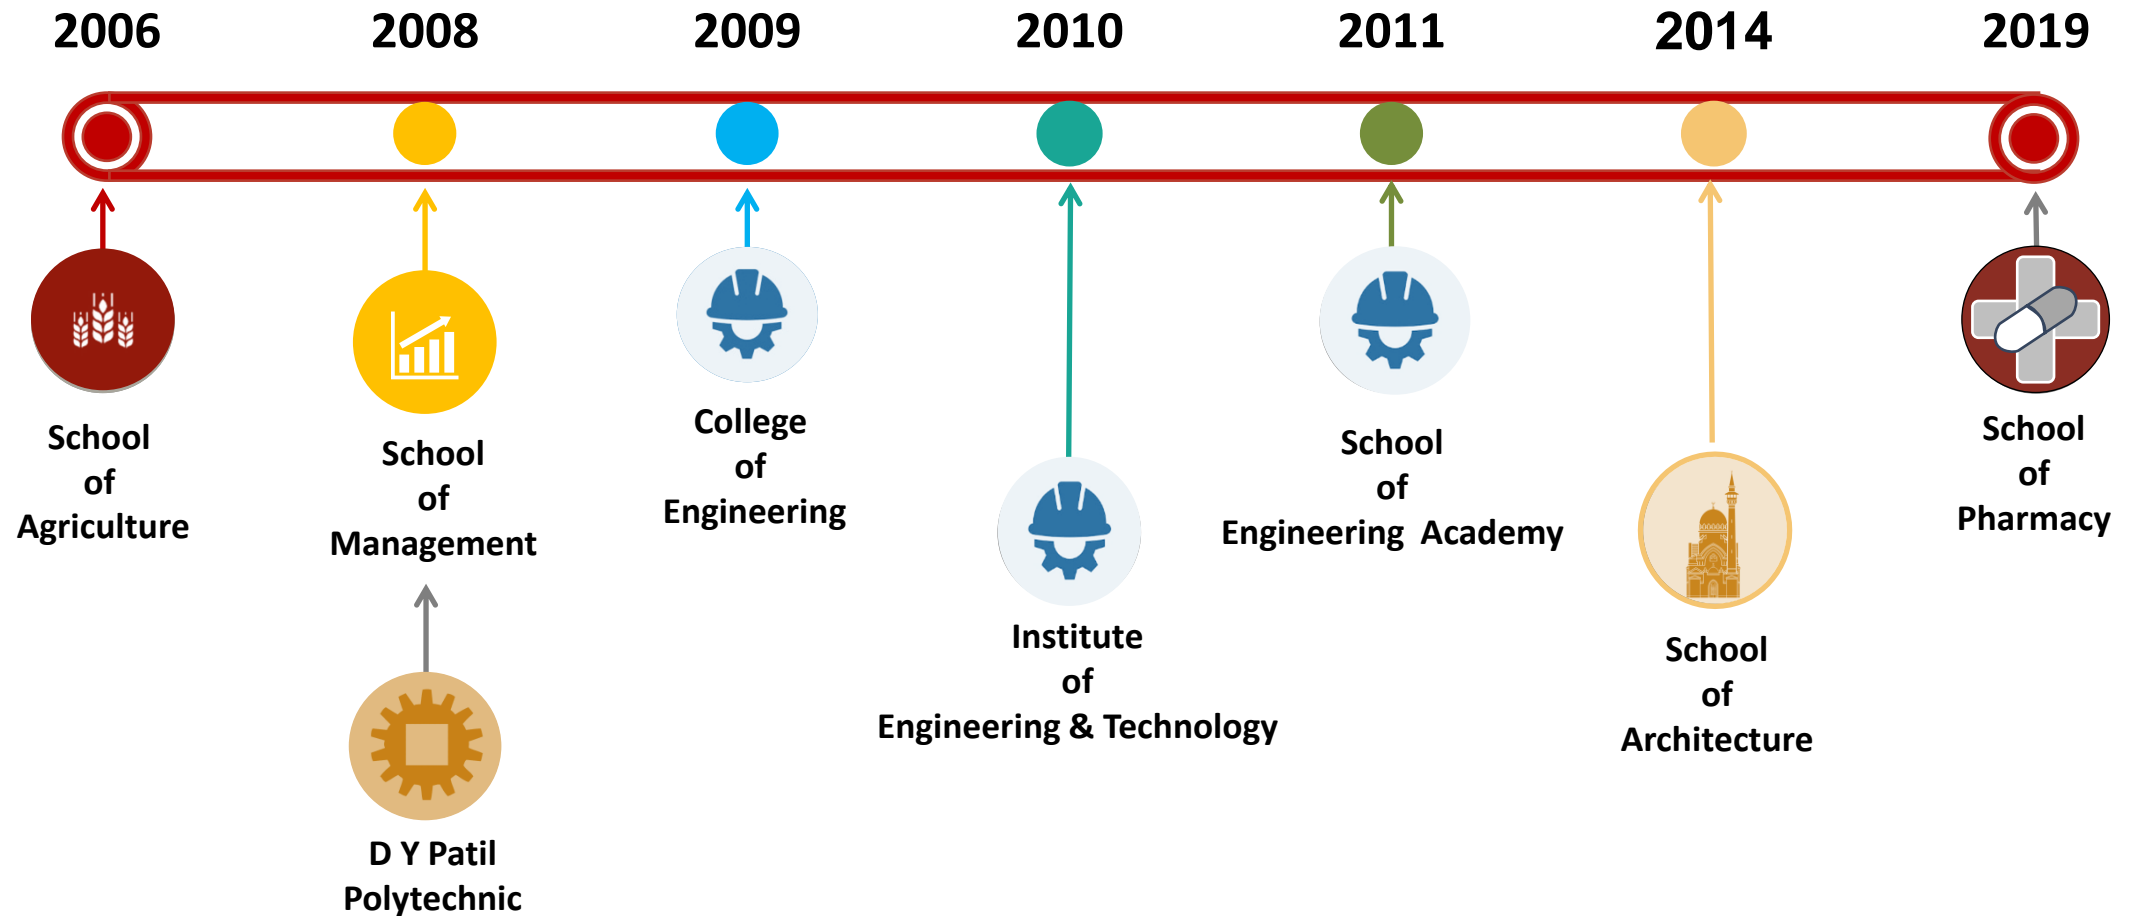 2006
2008
2009
2010
2011
2014
2019
School
of
Agriculture
School
of
Management
D Y Patil
Polytechnic
College
of
Engineering
Institute
of
Engineering & Technology
School
of
Engineering Academy
School
of
Architecture
School
of
Pharmacy